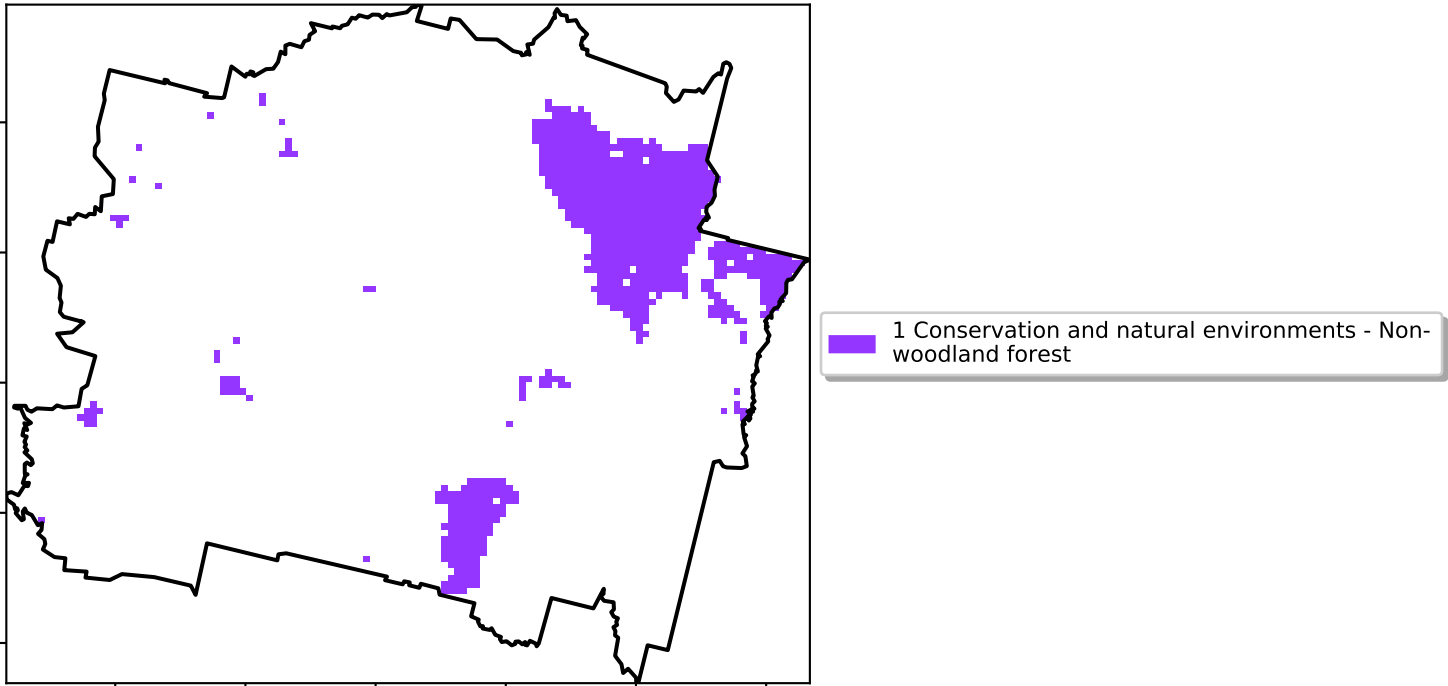 1 Conservation and natural environments - Non-
woodland forest